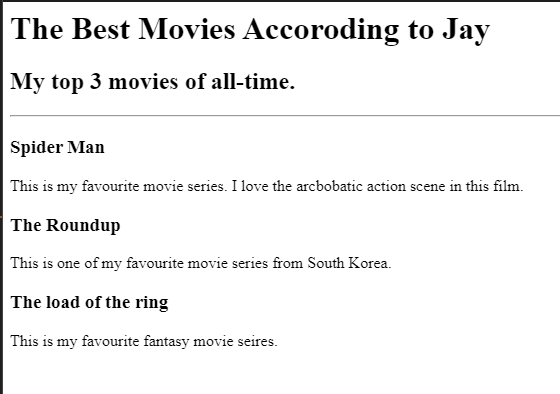 The Best Movies Accoroding to Jay
My top 3 movies of all-time.
Spider Man
This is my favourite movie series. I love the arcbobatic action scene in this film.
The Roundup
This is one of my favourite movie series from South Korea.
The load of the ring
This is my favourite fantasy movie seires.